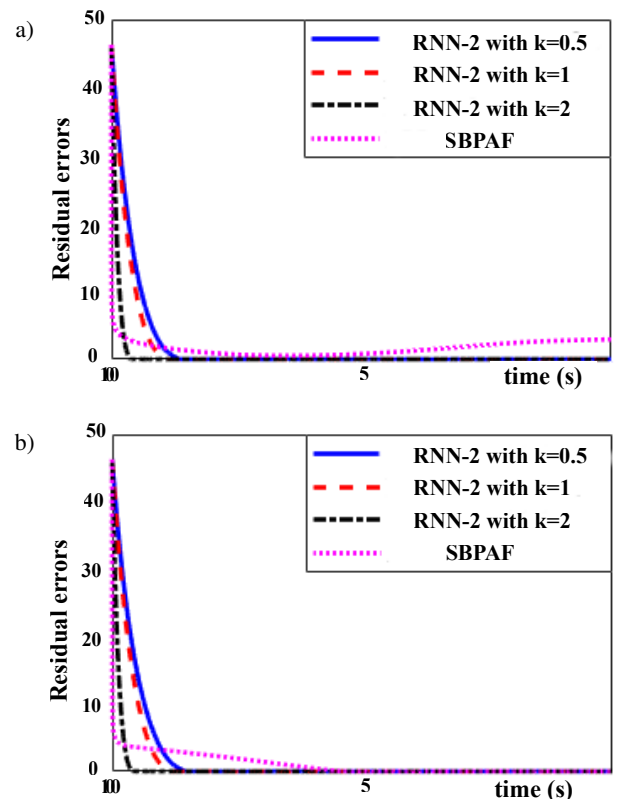 a)
50
40
30
20
10
0
Residual errors
RNN-2 with k=0.5
RNN-2 with k=1
RNN-2 with k=2
SBPAF
100
5
time (s)
b)
50
40
30
20
10
0
Residual errors
RNN-2 with k=0.5
RNN-2 with k=1
RNN-2 with k=2
SBPAF
100
5
time (s)